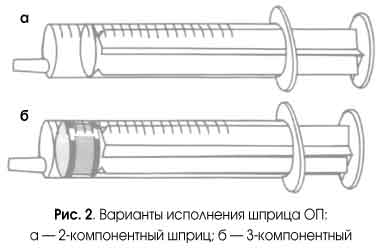 а
б
Рис. 2. Варианты исполнения шприца ОП:
а — 2-компонентный шприц; б — 3-компонентный